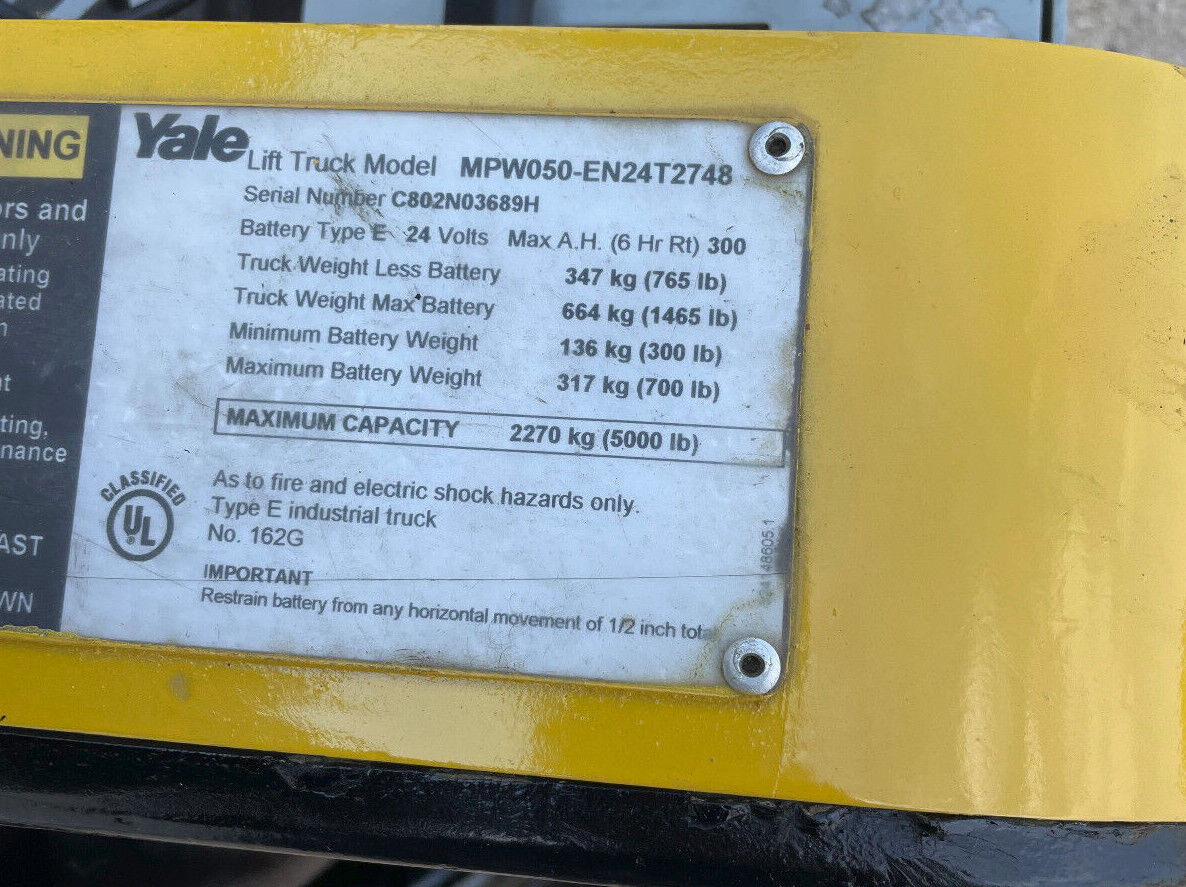 NING
ors and
nly
ating
ated
n
nt
ting,
nance
AST
WN
Yale
Lift Truck Model MPW050-EN24T2748
Serial Number C802N03689H
Battery Type E 24 Volts Max A.H. (6 Hr Rt) 300
Truck Weight Less Battery 347 kg (765 lb)
Truck Weight Max Battery 664 kg (1465 lb)
Minimum Battery Weight 136 kg (300 lb)
Maximum Battery Weight 317 kg (700 lb)
MAXIMUM CAPACITY 2270 kg (5000 lb)
CLASSIFIED
UL
®
As to fire and electric shock hazards only.
Type E industrial truck
No. 162G
IMPORTANT
Restrain battery from any horizontal movement of 1/2 inch